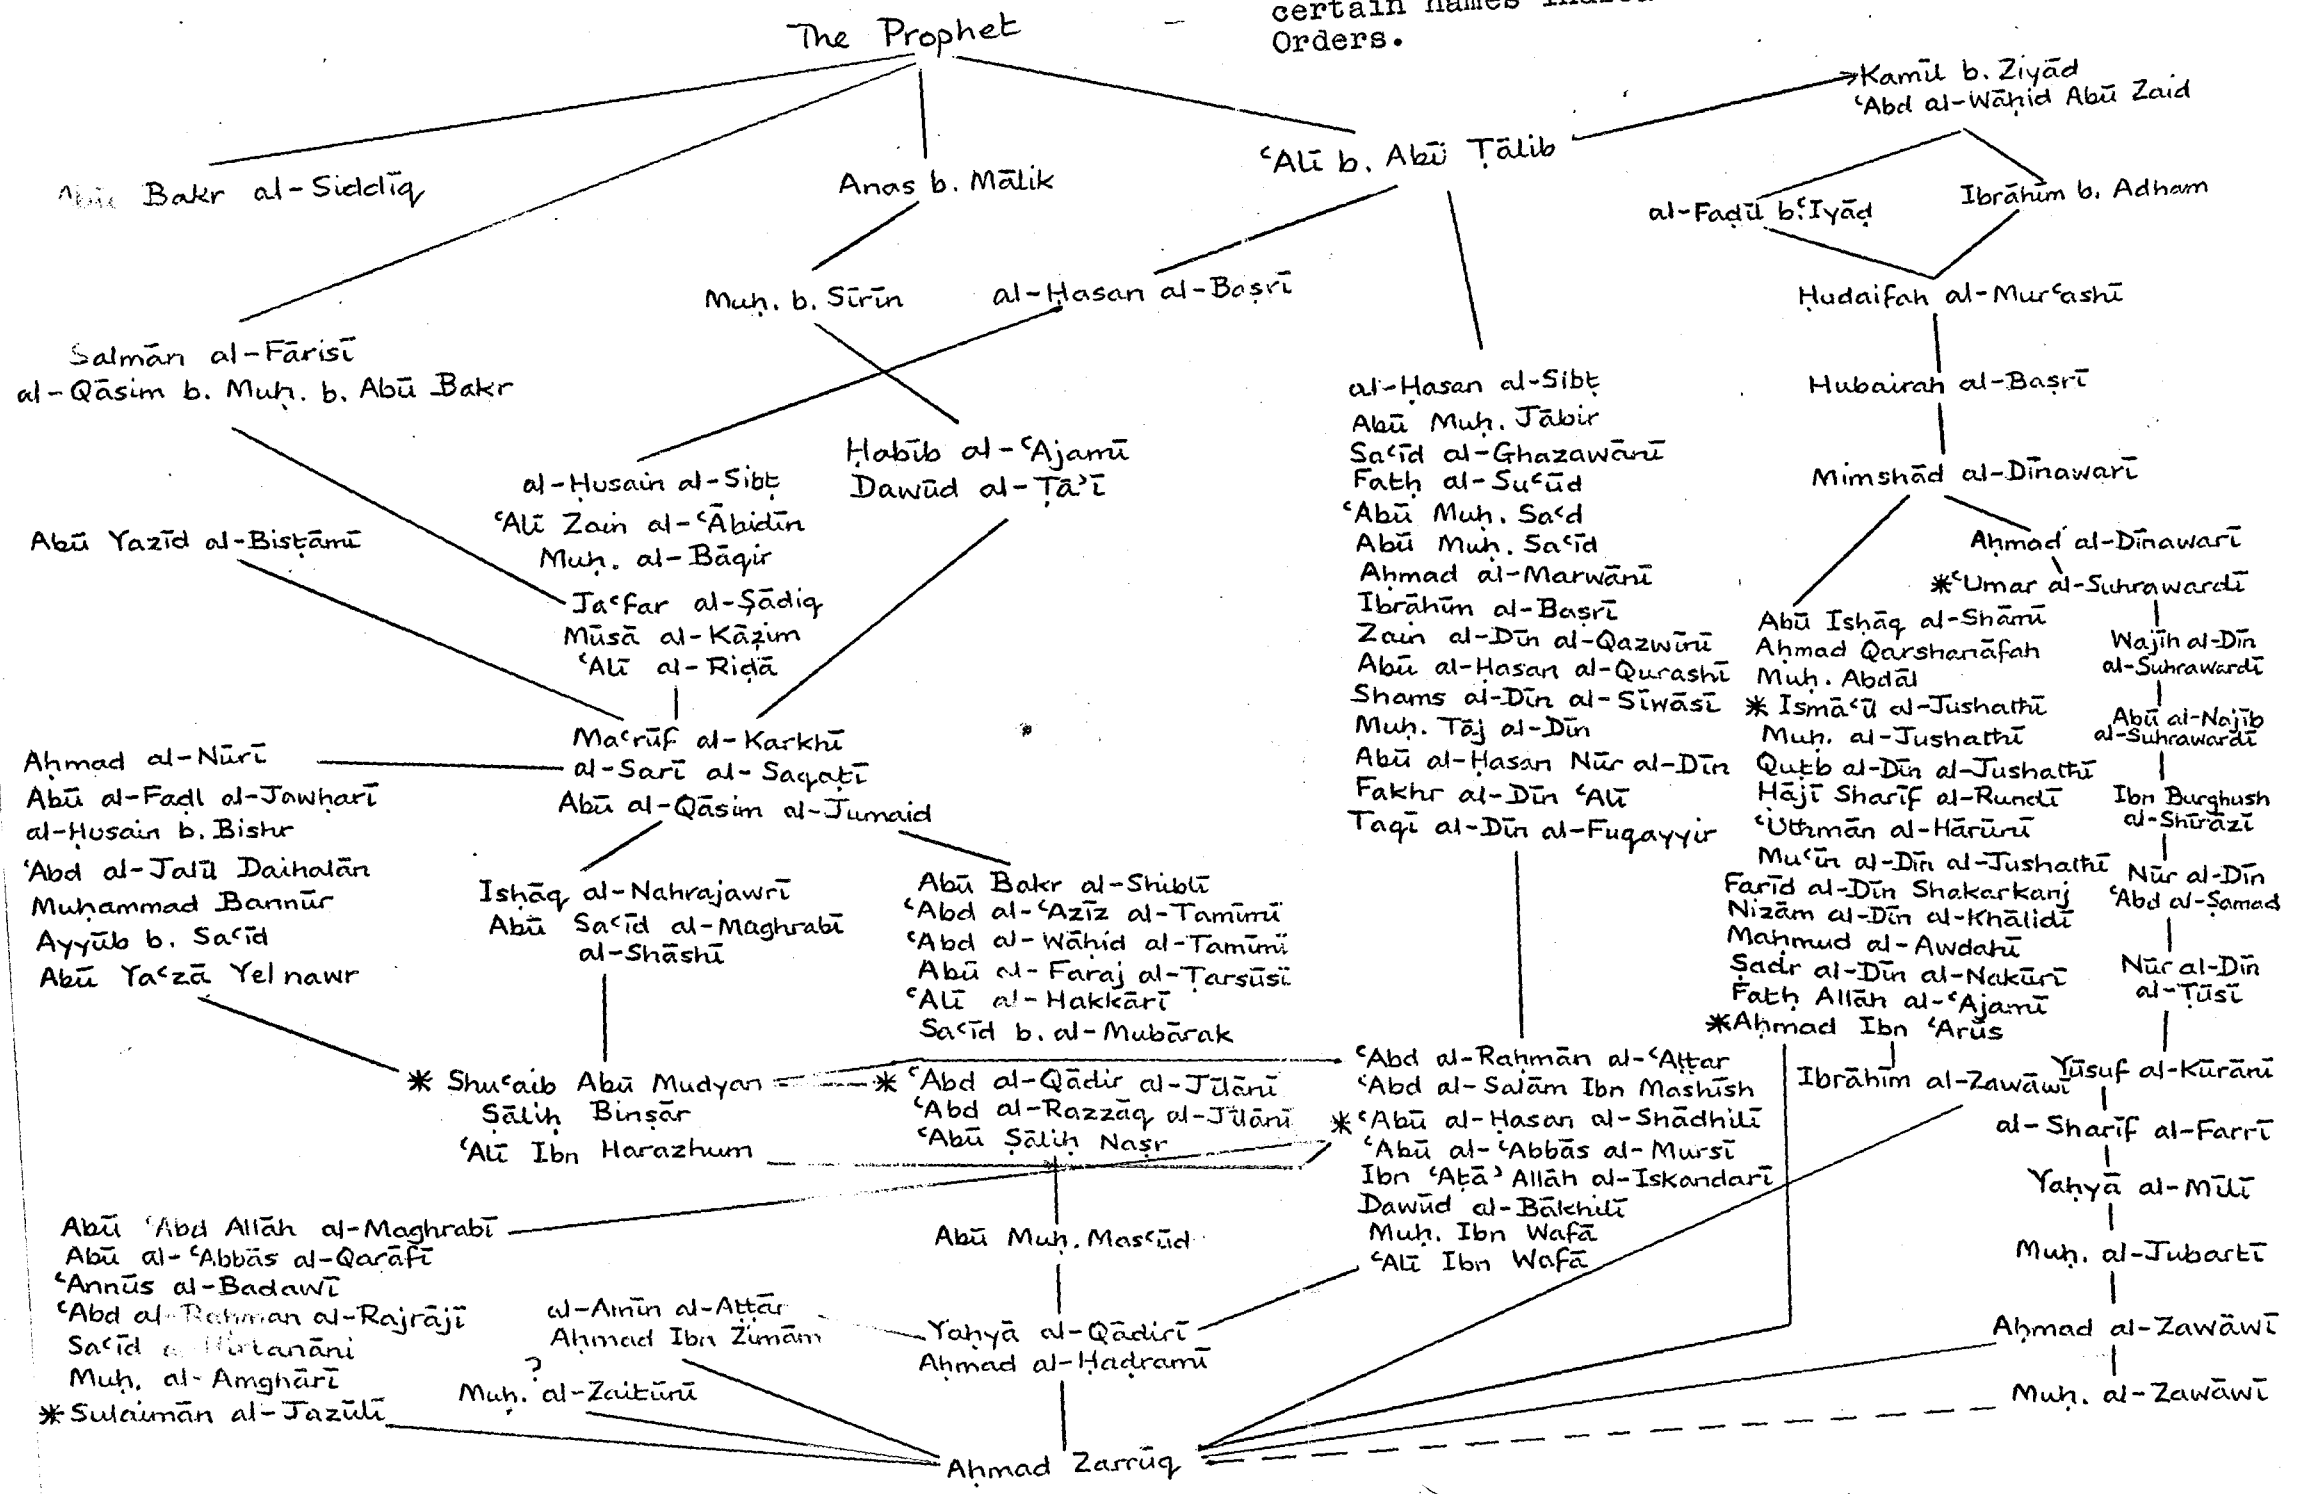 certain names
Orders.
The Prophet
Bakr al-Siddīq
Anas b. Mālik
ʿAlī b. Abū Ṭālib
Kamīl b. Ziyād
ʿAbd al-Wāḥid Abū Zaid
al-Faḍīl b. ʿIyāḍ
Ibrāhīm b. Adham
Muḥ. b. Sīrīn
al-Ḥasan al-Baṣrī
Ḥudaifah al-Murʿashī
Salmān al-Fārisī
al-Qāsim b. Muḥ. b. Abū Bakr
Hubairah al-Baṣrī
Mimshād al-Dīnawarī
Ḥabīb al-ʿAjamī
Dawūd al-Ṭāʾī
al-Ḥusain al-Sibṭ
ʿAlī Zain al-ʿĀbidīn
Muḥ. al-Bāqir
Jaʿfar al-Ṣādiq
Mūsā al-Kāẓim
ʿAlī al-Riḍā
Abū Yazīd al-Bisṭāmī
Maʿrūf al-Karkhī
al-Sarī al-Saqaṭī
Abū al-Qāsim al-Junaid
Aḥmad al-Nūrī
Abū al-Faḍl al-Jawharī
al-Ḥusain b. Bishr
ʿAbd al-Jalīl Daihalān
Muḥammad Bannūr
Ayyūb b. Saʿīd
Abū Yaʿzā Yelnawr
Isḥāq al-Nahrajawrī
Abū Saʿīd al-Maghrabī
al-Shāshī
Abū Bakr al-Shiblī
ʿAbd al-ʿAzīz al-Tamīmī
ʿAbd al-Wāḥid al-Tamīmī
Abū al-Faraj al-Ṭarsūsī
ʿAlī al-Hakkārī
Saʿīd b. al-Mubārak
* ʿAbd al-Qādir al-Jīlānī
ʿAbd al-Razzāq al-Jīlānī
ʿAbū Ṣāliḥ Naṣr
* Shuʿaib Abū Mudyan
Ṣāliḥ Binṣār
ʿAlī Ibn Harazhum
al-Ḥasan al-Sibṭ
Abū Muḥ. Jābir
Saʿīd al-Ghazawānī
Fatḥ al-Suʿūd
ʿAbū Muḥ. Saʿd
Abū Muḥ. Saʿīd
Aḥmad al-Marwānī
Ibrāhīm al-Baṣrī
Zain al-Dīn al-Qazwīnī
Abū al-Ḥasan al-Qurashī
Shams al-Dīn al-Sīwāsī
Muḥ. Tāj al-Dīn
Abū al-Ḥasan Nūr al-Dīn
Fakhr al-Dīn ʿAlī
Taqī al-Dīn al-Fuqayyir
ʿAbd al-Raḥmān al-ʿAṭṭar
ʿAbd al-Salām Ibn Mashīsh
* ʿAbū al-Ḥasan al-Shādhilī
ʿAbū al-ʿAbbās al-Mursī
Ibn ʿAṭāʾ Allāh al-Iskandarī
Dawūd al-Bākhilī
Muḥ. Ibn Wafā
ʿAlī Ibn Wafā
Abū Isḥāq al-Shāmī
Aḥmad Qarshanāfah
Muḥ. Abdāl
* Ismāʿīl al-Jushathī
Muḥ. al-Jushathī
Quṭb al-Dīn al-Jushathī
Ḥājī Sharīf al-Rundī
ʿUthmān al-Hārūnī
Muʿīn al-Dīn al-Jushathī
Farīd al-Dīn Shakarkanj
Nizām al-Dīn al-Khālidī
Maḥmud al-Awdahī
Ṣadr al-Dīn al-Nakūrī
Fatḥ Allāh al-ʿAjamī
* Aḥmad Ibn ʿArūs
Ibrāhīm al-Zawāwī
Aḥmad al-Dīnawarī
* ʿUmar al-Suhrawardī
Wajīh al-Dīn
al-Suhrawardī
Abū al-Najīb
al-Suhrawardī
Ibn Burghush
al-Shīrāzī
Nūr al-Dīn
ʿAbd al-Ṣamad
Nūr al-Dīn
al-Ṭūsī
Yūsuf al-Kūrānī
al-Sharīf al-Farrī
Yaḥyā al-Mīlī
Muḥ. al-Jubartī
Aḥmad al-Zawāwī
Muḥ. al-Zawāwī
Abū ʿAbd Allāh al-Maghrabī
Abū al-ʿAbbās al-Qarāfī
ʿAnnūs al-Badawī
ʿAbd al-Raḥman al-Rajrājī
Saʿīd
Muḥ. al-Amghārī
* Sulaimān al-Jazūlī
al-Amīn al-Aṭṭār
Aḥmad Ibn Zimām
?
Muḥ. al-Zaitūnī
Abū Muḥ. Masʿūd
Yaḥyā al-Qādirī
Aḥmad al-Ḥaḍramī
Aḥmad Zarrūq